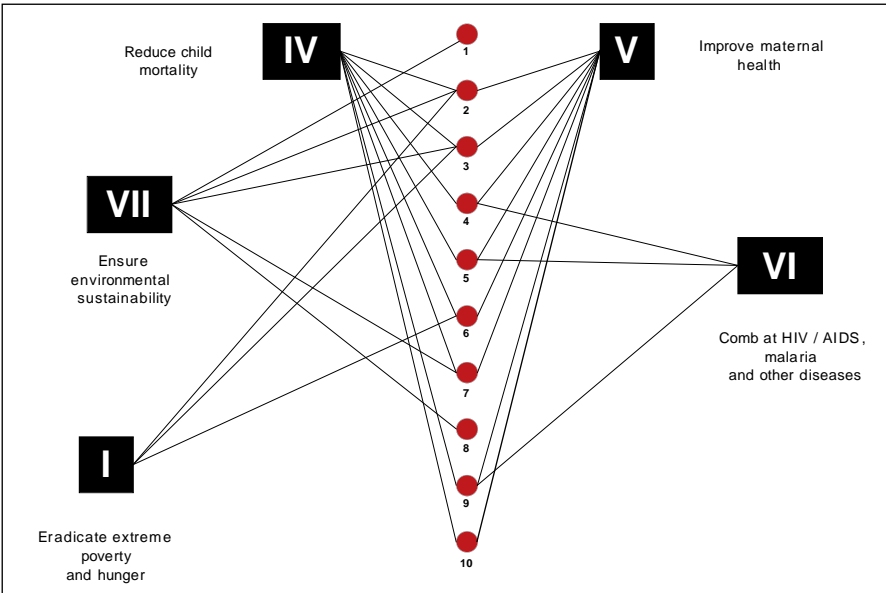 IV
Reduce child
mortality
V
Improve maternal
health
1
2
3
4
5
6
7
8
9
10
VII
Ensure
environmental
sustainability
VI
Comb at HIV / AIDS,
malaria
and other diseases
I
Eradicate extreme
poverty
and hunger